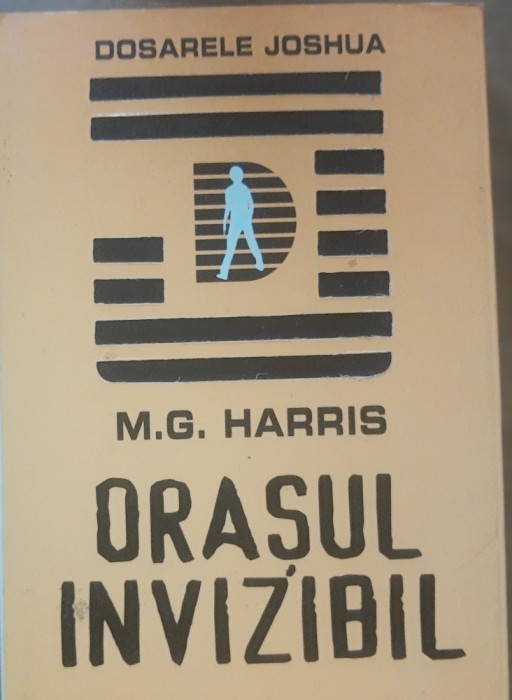 DOSARELE JOSHUA
M.G. HARRIS
ORAȘUL
INVIZIBIL